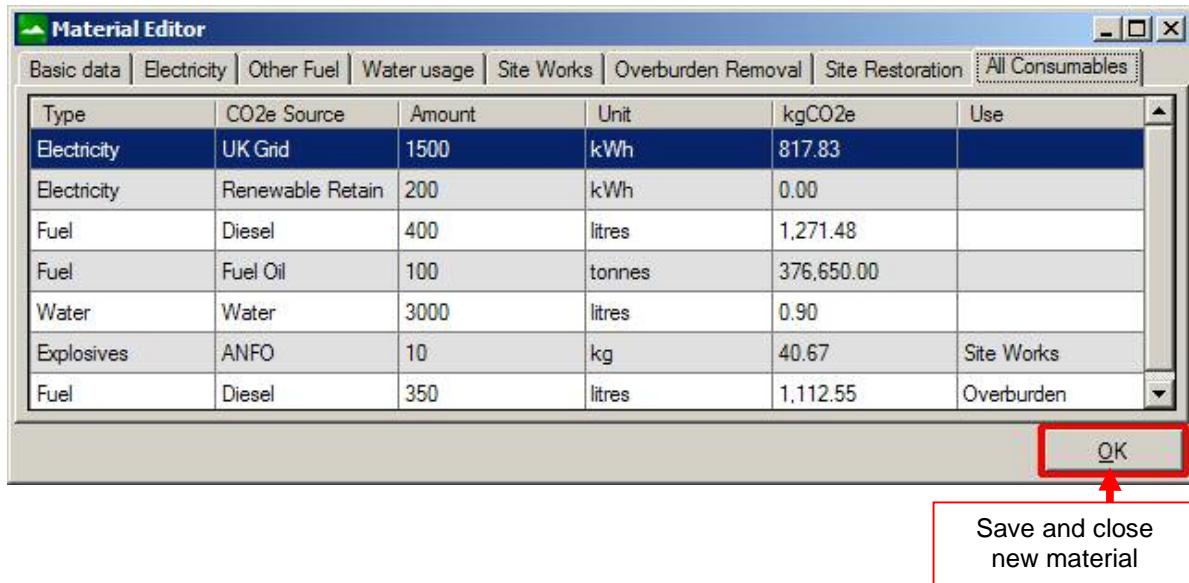 Material Editor
Basic data Electricity Other Fuel Water usage Site Works Overburden Removal Site Restoration All Consumables
Type CO2e Source Amount Unit kgCO2e Use
Electricity UK Grid 1500 kWh 817.83
Electricity Renewable Retain 200 kWh 0.00
Fuel Diesel 400 litres 1,271.48
Fuel Fuel Oil 100 tonnes 376,650.00
Water Water 3000 litres 0.90
Explosives ANFO 10 kg 40.67 Site Works
Fuel Diesel 350 litres 1,112.55 Overburden
OK
Save and close
new material